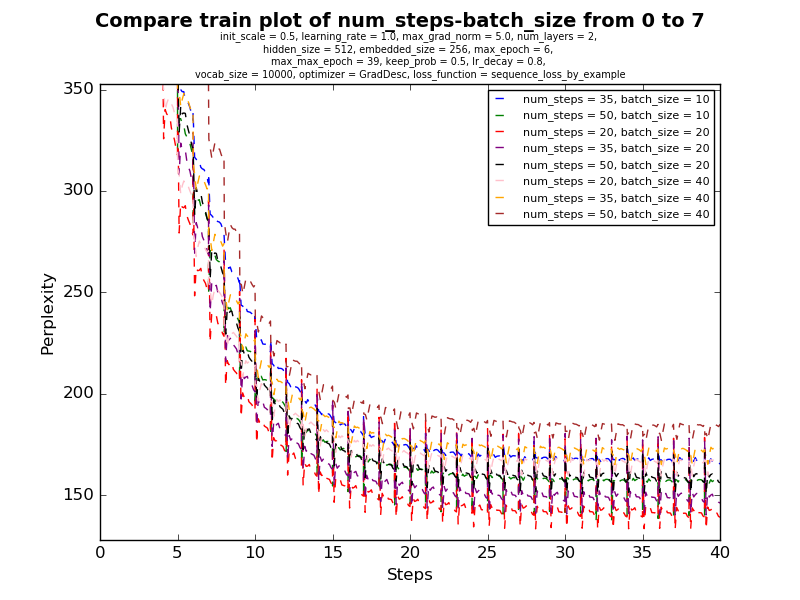 Compare train plot of num_steps-batch_size from 0 to 7
init_scale = 0.5, learning_rate = 1.0, max_grad_norm = 5.0, num_layers = 2,
hidden_size = 512, embedded_size = 256, max_epoch = 6,
max_max_epoch = 39, keep_prob = 0.5, lr_decay = 0.8,
vocab_size = 10000, optimizer = GradDesc, loss_function = sequence_loss_by_example
350
300
250
200
150
Perplexity
num_steps = 35, batch_size = 10
num_steps = 50, batch_size = 10
num_steps = 20, batch_size = 20
num_steps = 35, batch_size = 20
num_steps = 50, batch_size = 20
num_steps = 20, batch_size = 40
num_steps = 35, batch_size = 40
num_steps = 50, batch_size = 40
0 5 10 15 20 25 30 35 40
Steps